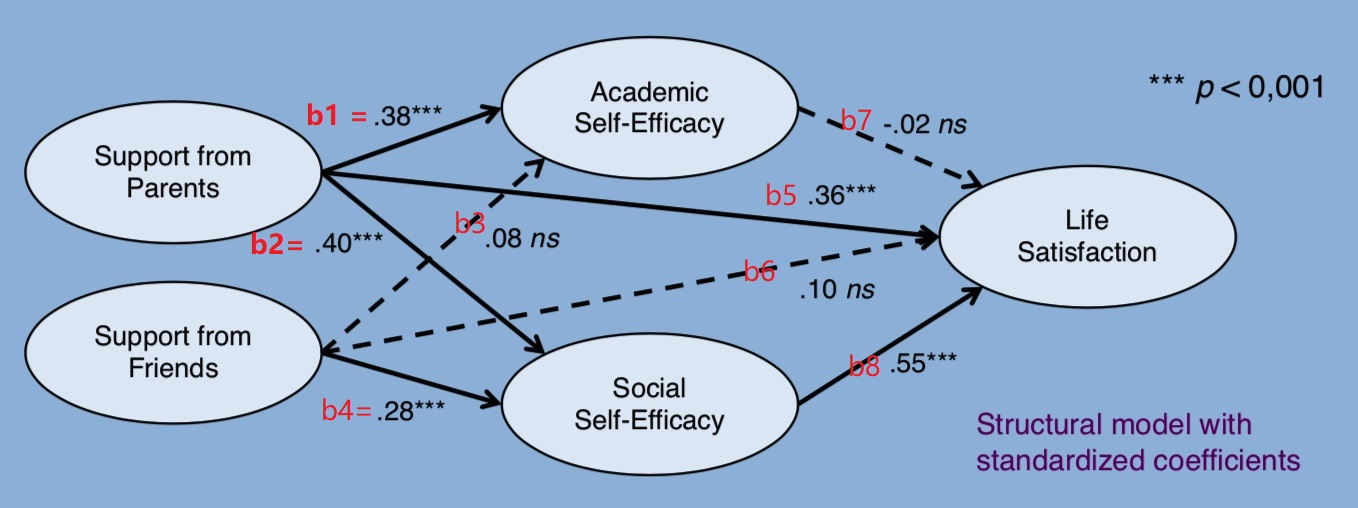 Academic
Self-Efficacy
*** p < 0,001
b1 = .38***
b7 -.02 ns
Support from
Parents
b5 .36***
b3 .08 ns
Life
Satisfaction
b2= .40***
b6 .10 ns
Support from
Friends
b8 .55***
Social
Self-Efficacy
b4= .28***
Structural model with
standardized coefficients